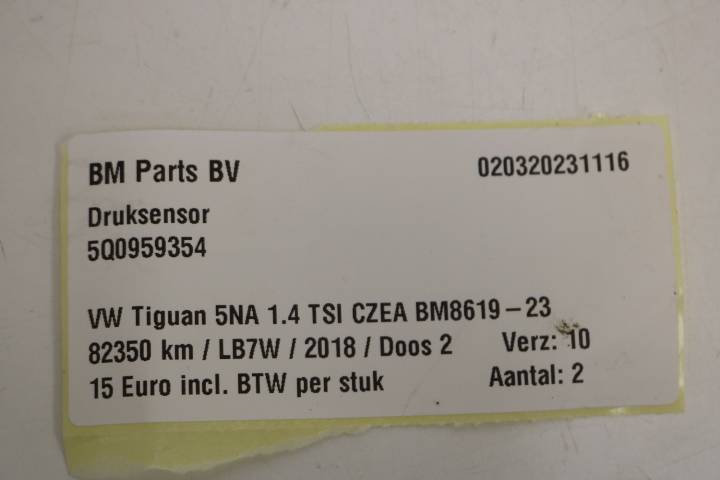 BM Parts BV 020320231116
Druksensor
5Q0959354
VW Tiguan 5NA 1.4 TSI CZEA BM8619-23
82350 km / LB7W / 2018 / Doos 2 Verz: 10
15 Euro incl. BTW per stuk Aantal: 2